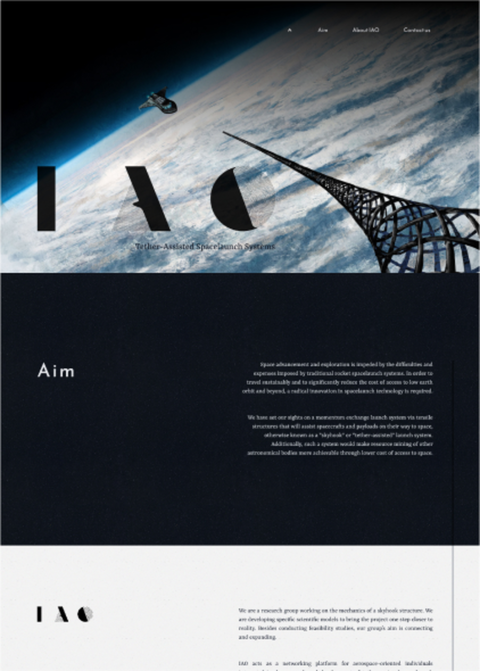 A Aim About IAO Contact us
IAO
Tether-Assisted Spacelaunch Systems
Aim
Space advancement and exploration is impeded by the difficulties and
expenses imposed by traditional rocket spacelaunch systems. In order to
travel sustainably and to significantly reduce the cost of access to low earth
orbit and beyond, a radical innovation in spacelaunch technology is required.
We have set our sights on a momentum exchange launch system via tensile
structures that will assist spacecrafts and payloads on their way to space,
otherwise known as a "skyhook" or "tether-assisted" launch system.
Additionally, such a system would make resource mining of other
astronomical bodies more achievable through lower cost of access to space.
IAO
We are a research group working on the mechanics of a skyhook structure. We
are developing specific scientific models to bring the project one step closer to
reality. Besides conducting feasibility studies, our group's aim is connecting
and expanding.
IAO acts as a networking platform for aerospace-oriented individuals